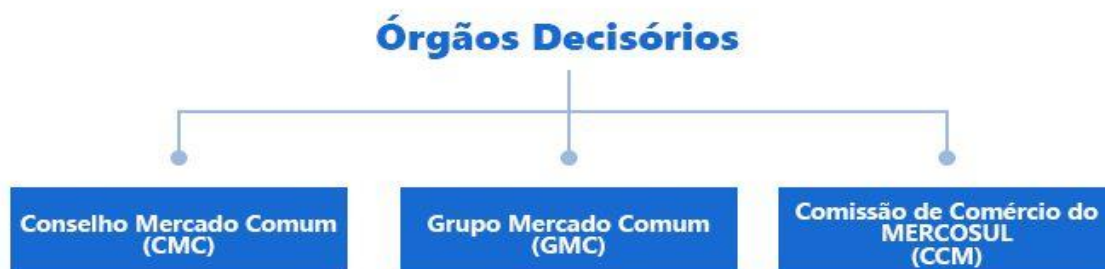 Órgãos Decisórios
Conselho Mercado Comum
(CMC)
Grupo Mercado Comum
(GMC)
Comissão de Comércio do
MERCOSUL
(CCM)